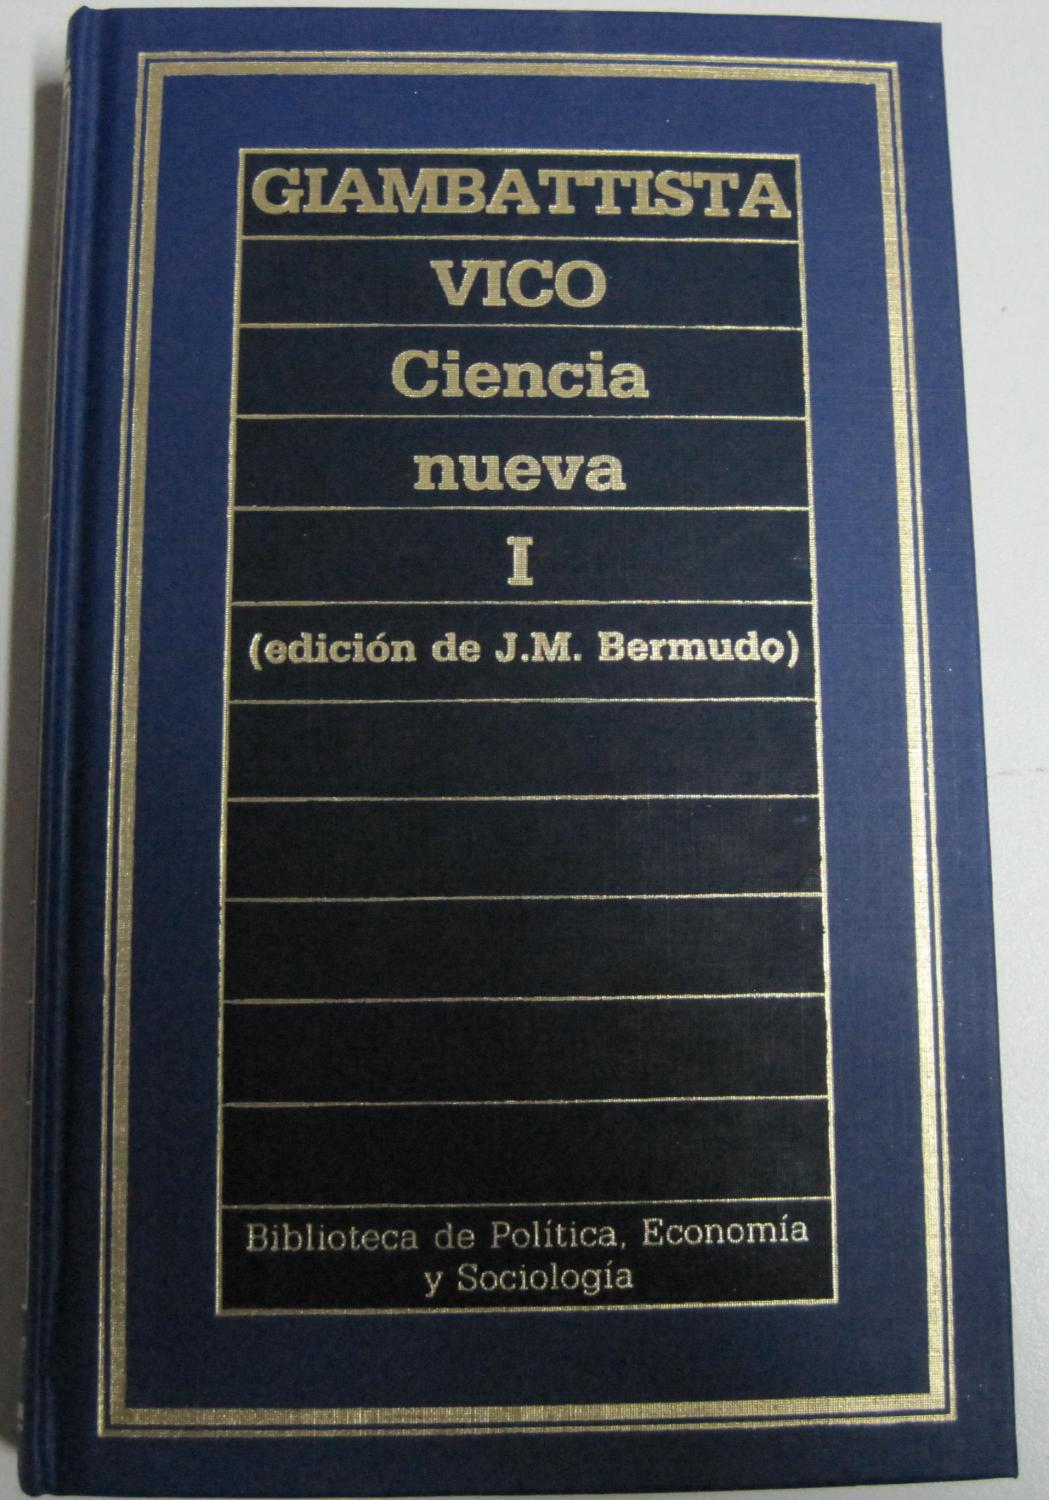 GIAMBATTISTA
VICO
Ciencia
nueva
I
(edición de J.M. Bermudo)
Biblioteca de Política, Economía
y Sociología